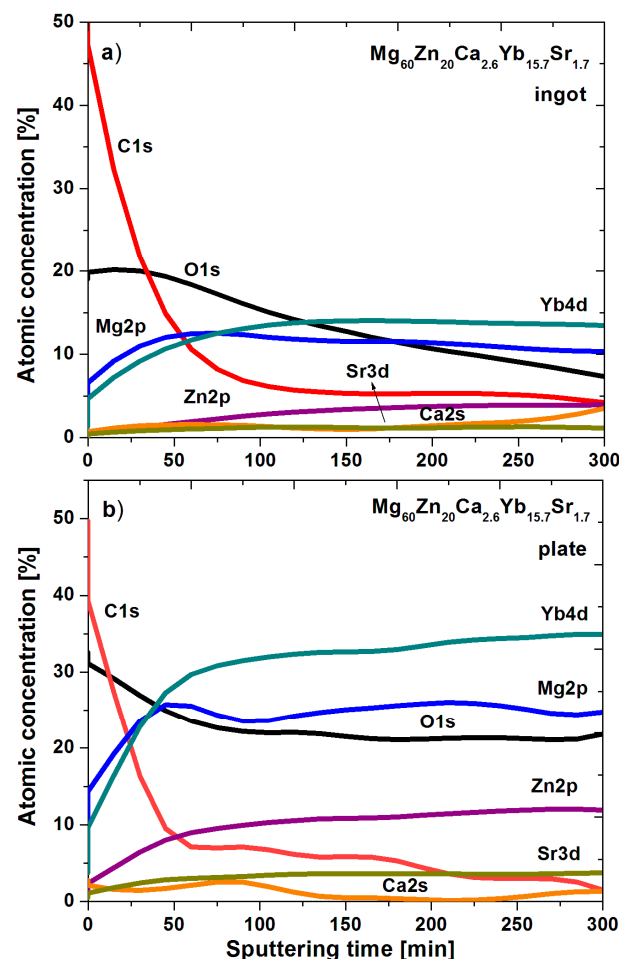 a)
Mg60Zn20Ca2.6Yb15.7Sr1.7
ingot
C1s
O1s
Mg2p
Yb4d
Zn2p
Sr3d
Ca2s
Atomic concentration [%]
50
40
30
20
10
0
0 50 100 150 200 250 300
b)
Mg60Zn20Ca2.6Yb15.7Sr1.7
plate
C1s
Yb4d
Mg2p
O1s
Zn2p
Sr3d
Ca2s
Atomic concentration [%]
50
40
30
20
10
0
0 50 100 150 200 250 300
Sputtering time [min]